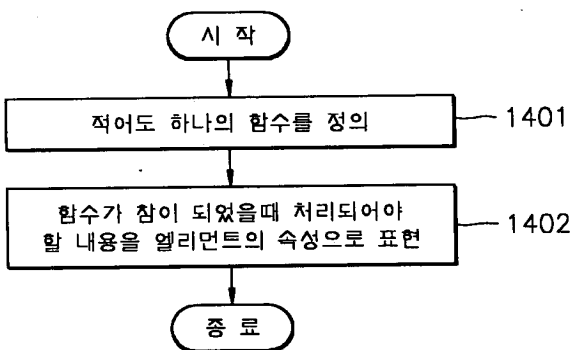 시 작
적어도 하나의 함수를 정의
1401
함수가 참이 되었을때 처리되어야
할 내용을 엘리먼트의 속성으로 표현
1402
종 료